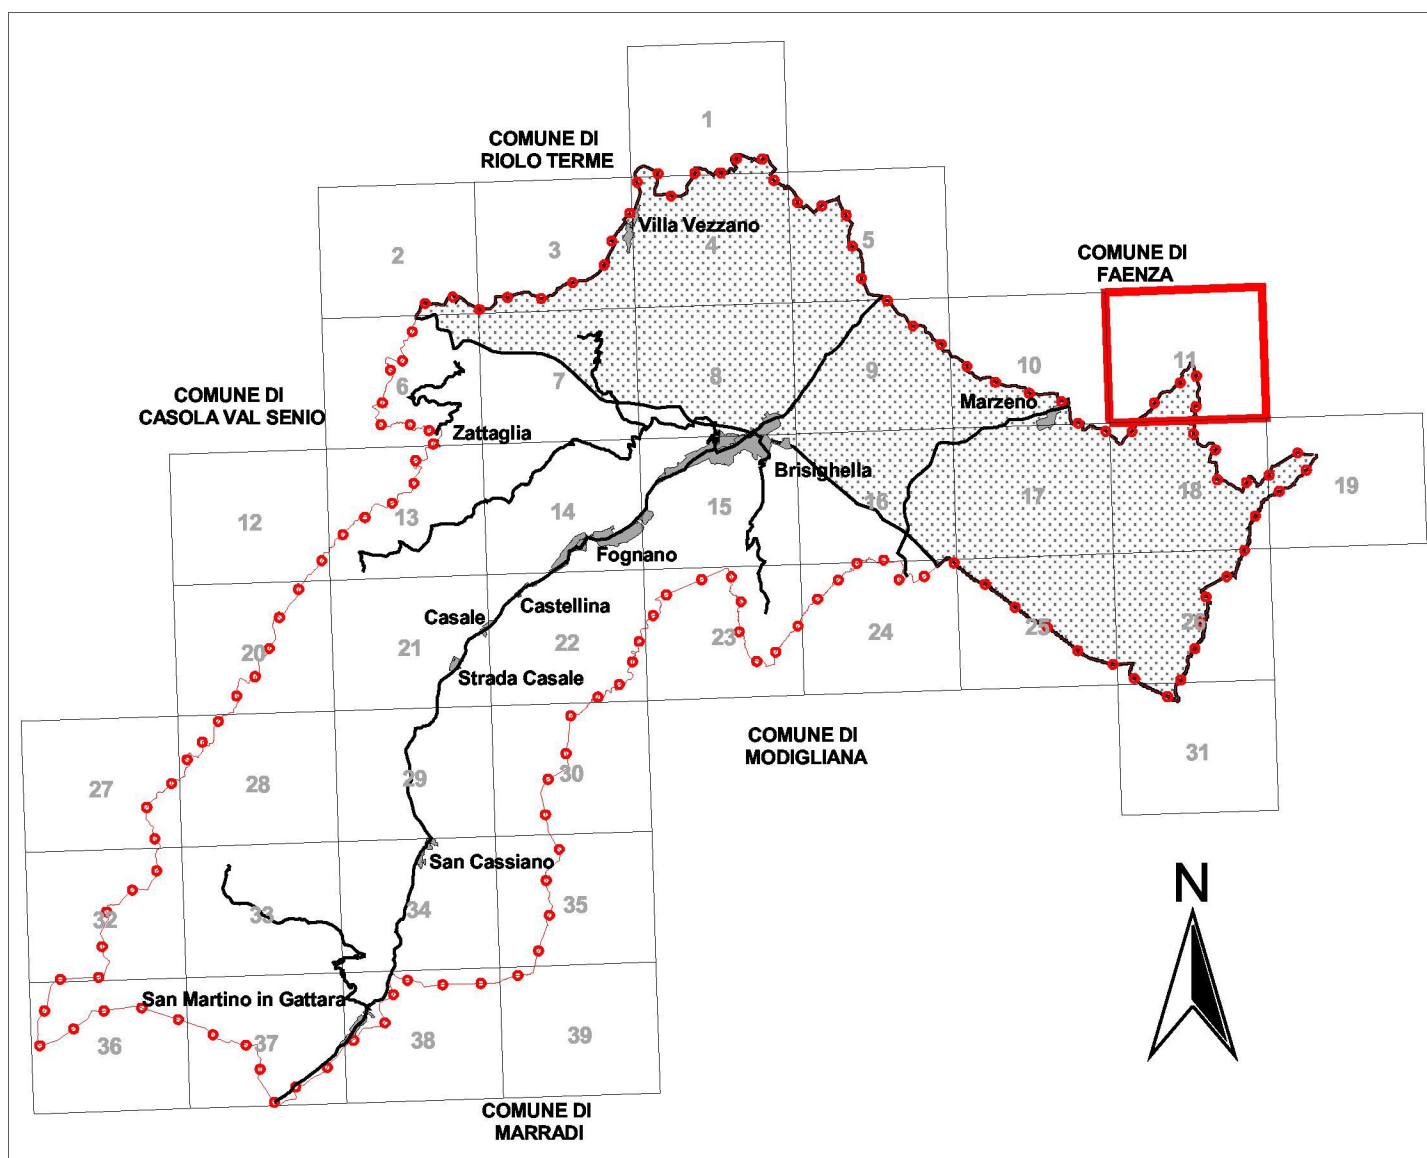 1
COMUNE DI
RIOLO TERME
Villa Vezzano
2
3
4
5
COMUNE DI
FAENZA
6
7
8
9
10
11
COMUNE DI
CASOLA VAL SENIO
Zattaglia
Marzeno
Brisighella
12
13
14
15
16
17
18
19
Fognano
Castellina
Casale
20
21
22
23
24
25
26
Strada Casale
COMUNE DI
MODIGLIANA
27
28
29
30
31
San Cassiano
N
32
33
34
35
San Martino in Gattara
36
37
38
39
COMUNE DI
MARRADI